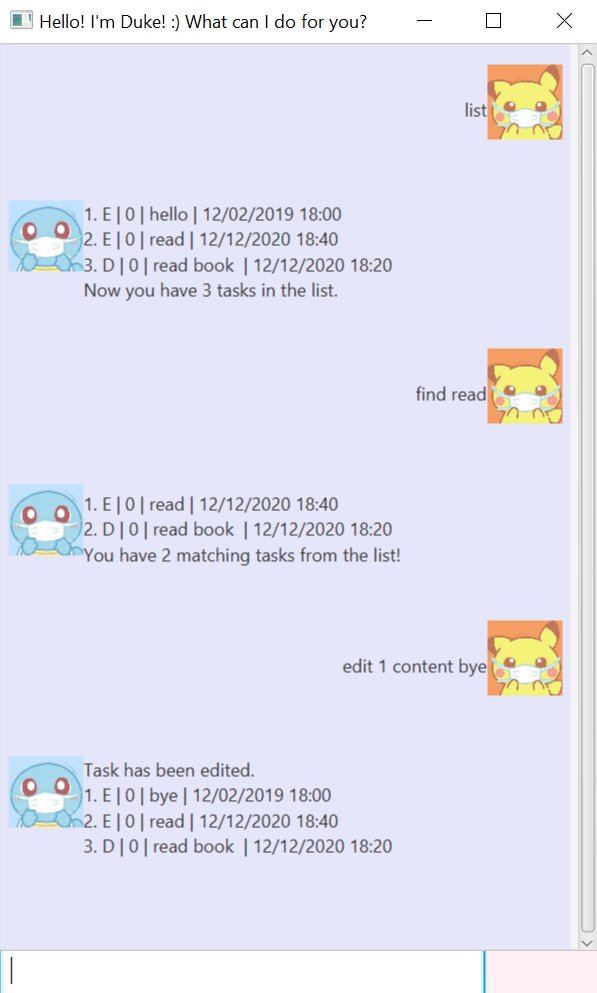 Hello! I'm Duke! :) What can I do for you?
list
1. E | 0 | hello | 12/02/2019 18:00
2. E | 0 | read | 12/12/2020 18:40
3. D | 0 | read book  | 12/12/2020 18:20
Now you have 3 tasks in the list.
find read
1. E | 0 | read | 12/12/2020 18:40
2. D | 0 | read book  | 12/12/2020 18:20
You have 2 matching tasks from the list!
edit 1 content bye
Task has been edited.
1. E | 0 | bye | 12/02/2019 18:00
2. E | 0 | read | 12/12/2020 18:40
3. D | 0 | read book  | 12/12/2020 18:20